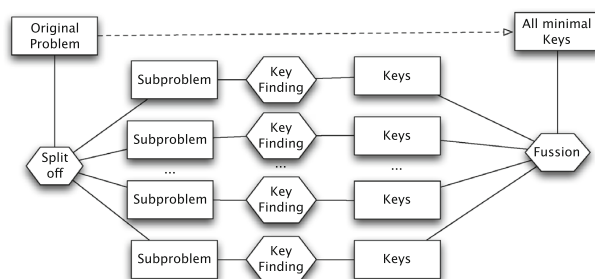 Original
Problem
All minimal
Keys
Subproblem
Key
Finding
Keys
Subproblem
Key
Finding
Keys
Split
off
Fussion
...
...
...
Subproblem
Key
Finding
Keys
Subproblem
Key
Finding
Keys